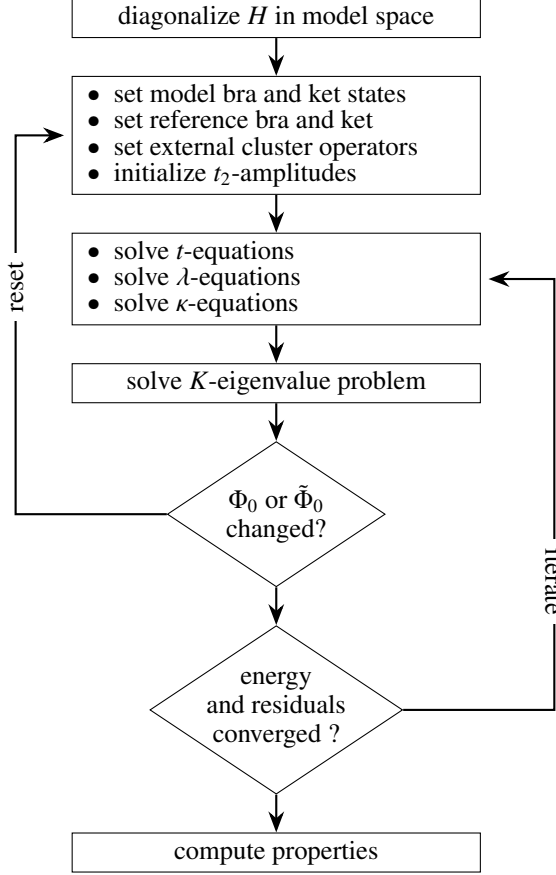 diagonalize H in model space
• set model bra and ket states
• set reference bra and ket
• set external cluster operators
• initialize t₂-amplitudes
reset
• solve t-equations
• solve λ-equations
• solve κ-equations
solve K-eigenvalue problem
Φ₀ or Φ̃₀
changed?
iterate
energy
and residuals
converged ?
compute properties